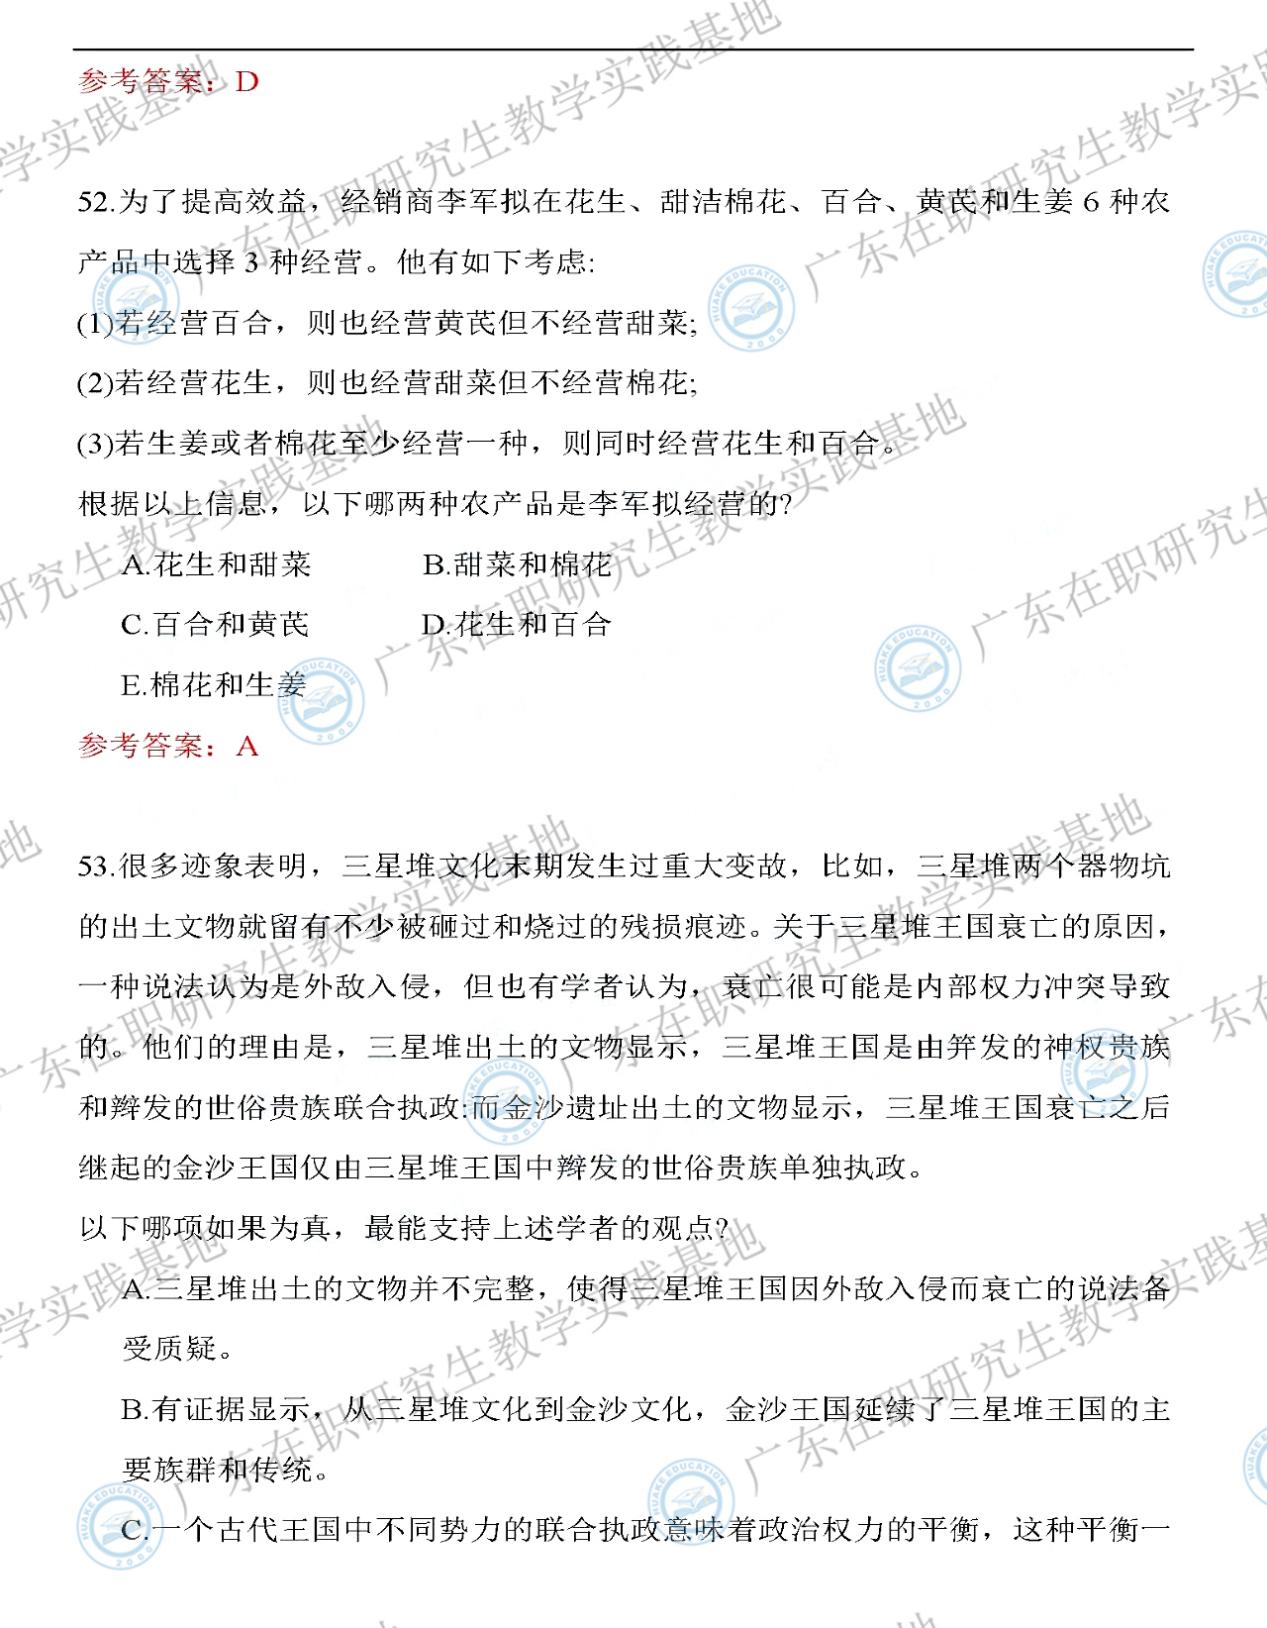 参考答案：D
52.为了提高效益，经销商李军拟在花生、甜洁棉花、百合、黄芪和生姜 6 种农
产品中选择 3 种经营。他有如下考虑:
(1)若经营百合，则也经营黄芪但不经营甜菜;
(2)若经营花生，则也经营甜菜但不经营棉花;
(3)若生姜或者棉花至少经营一种，则同时经营花生和百合。
根据以上信息，以下哪两种农产品是李军拟经营的?
A.花生和甜菜 B.甜菜和棉花
C.百合和黄芪 D.花生和百合
E.棉花和生姜
参考答案：A
53.很多迹象表明，三星堆文化末期发生过重大变故，比如，三星堆两个器物坑
的出土文物就留有不少被砸过和烧过的残损痕迹。关于三星堆王国衰亡的原因，
一种说法认为是外敌入侵，但也有学者认为，衰亡很可能是内部权力冲突导致
的。他们的理由是，三星堆出土的文物显示，三星堆王国是由笄发的神权贵族
和辫发的世俗贵族联合执政:而金沙遗址出土的文物显示，三星堆王国衰亡之后
继起的金沙王国仅由三星堆王国中辫发的世俗贵族单独执政。
以下哪项如果为真，最能支持上述学者的观点?
A.三星堆出土的文物并不完整，使得三星堆王国因外敌入侵而衰亡的说法备
受质疑。
B.有证据显示，从三星堆文化到金沙文化，金沙王国延续了三星堆王国的主
要族群和传统。
C.一个古代王国中不同势力的联合执政意味着政治权力的平衡，这种平衡一
广东在职研究生教学实践基地
HUAKE EDUCATION
2000